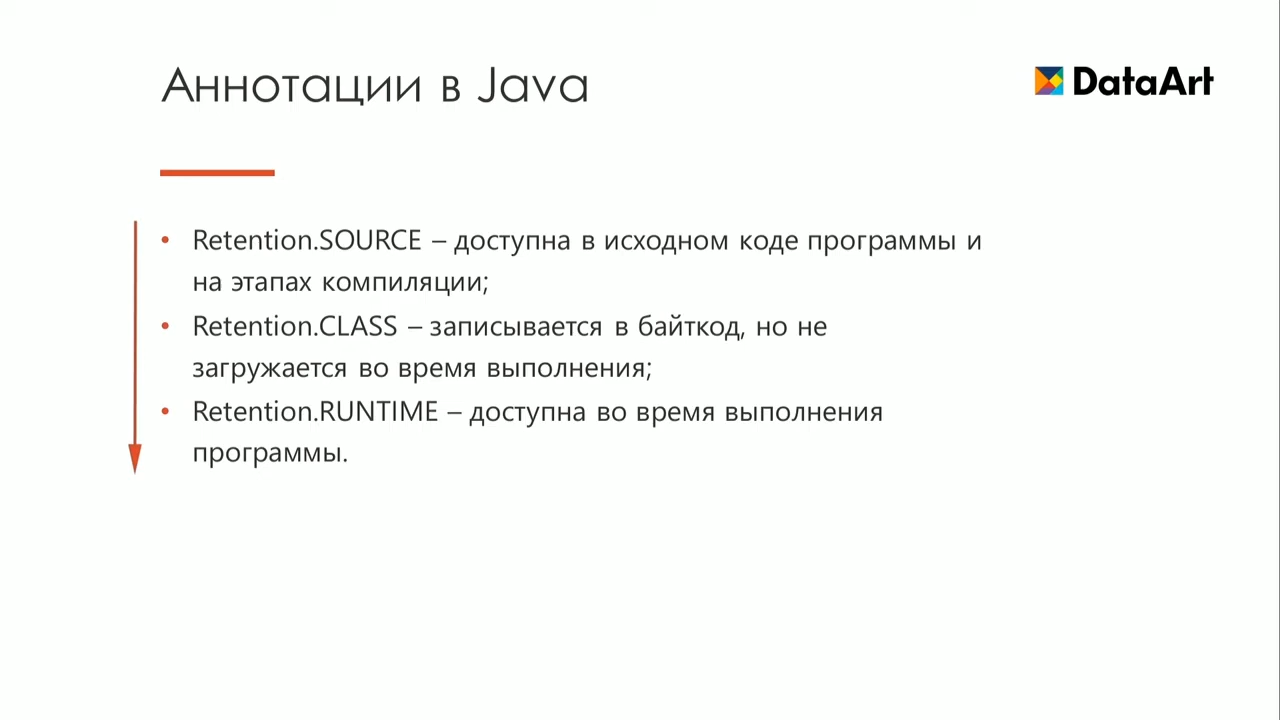 Аннотации в Java
DataArt
• Retention.SOURCE – доступна в исходном коде программы и
на этапах компиляции;
• Retention.CLASS – записывается в байткод, но не
загружается во время выполнения;
• Retention.RUNTIME – доступна во время выполнения
программы.